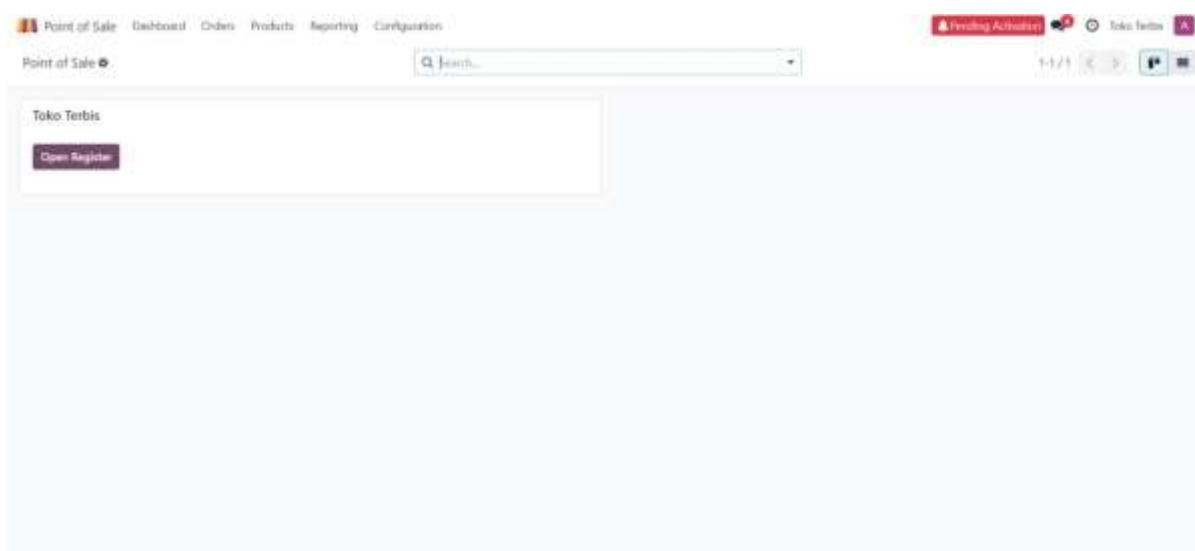 Point of Sale Dashboard Orders Products Reporting Configuration Pending Activation 4 Toko Terbis A
Point of Sale Search... 1-1 / 1
Toko Terbis
Open Register